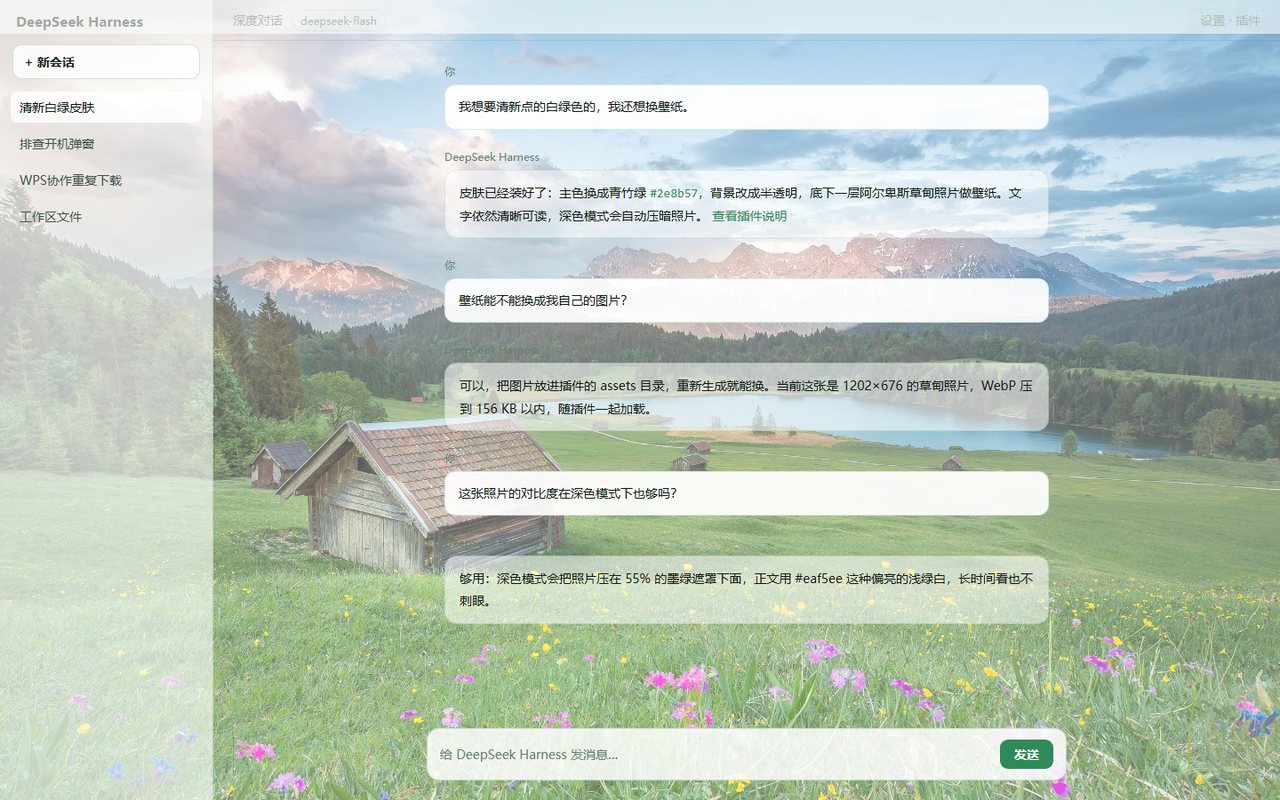 DeepSeek Harness
深度对话 deepseek-flash
设置 · 插件
+ 新会话
清新白绿皮肤
排查开机弹窗
WPS协作重复下载
工作区文件
你
我想要清新点的白绿色的，我还想换壁纸。
DeepSeek Harness
皮肤已经装好了：主色换成青竹绿 #2e8b57，背景改成半透明，底下一层阿尔卑斯草甸照片做壁纸。文
字依然清晰可读，深色模式会自动压暗照片。 查看插件说明
你
壁纸能不能换成我自己的图片？
DeepSeek Harness
可以，把图片放进插件的 assets 目录，重新生成就能换。当前这张是 1202×676 的草甸照片，WebP 压
到 156 KB 以内，随插件一起加载。
这张照片的对比度在深色模式下也够吗？
够用：深色模式会把照片压在 55% 的墨绿遮罩下面，正文用 #eaf5ee 这种偏亮的浅绿白，长时间看也不
刺眼。
给 DeepSeek Harness 发消息...
发送